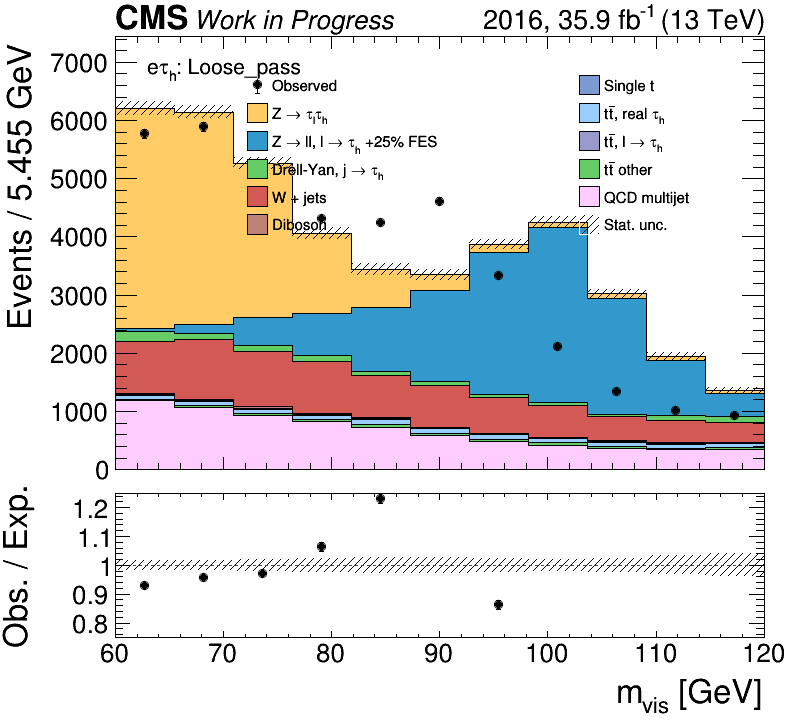 CMS Work in Progress 2016, 35.9 fb⁻¹ (13 TeV)
Events / 5.455 GeV
7000
6000
5000
4000
3000
2000
1000
0
eτₕ: Loose_pass
Observed
Z → τₗτₕ
Z → ll, l → τₕ +25% FES
Drell-Yan, j → τₕ
W + jets
Diboson
Single t
tt̄, real τₕ
tt̄, l → τₕ
tt̄ other
QCD multijet
Stat. unc.
Obs. / Exp.
1.2
1.1
1
0.9
0.8
60 70 80 90 100 110 120
m_vis [GeV]